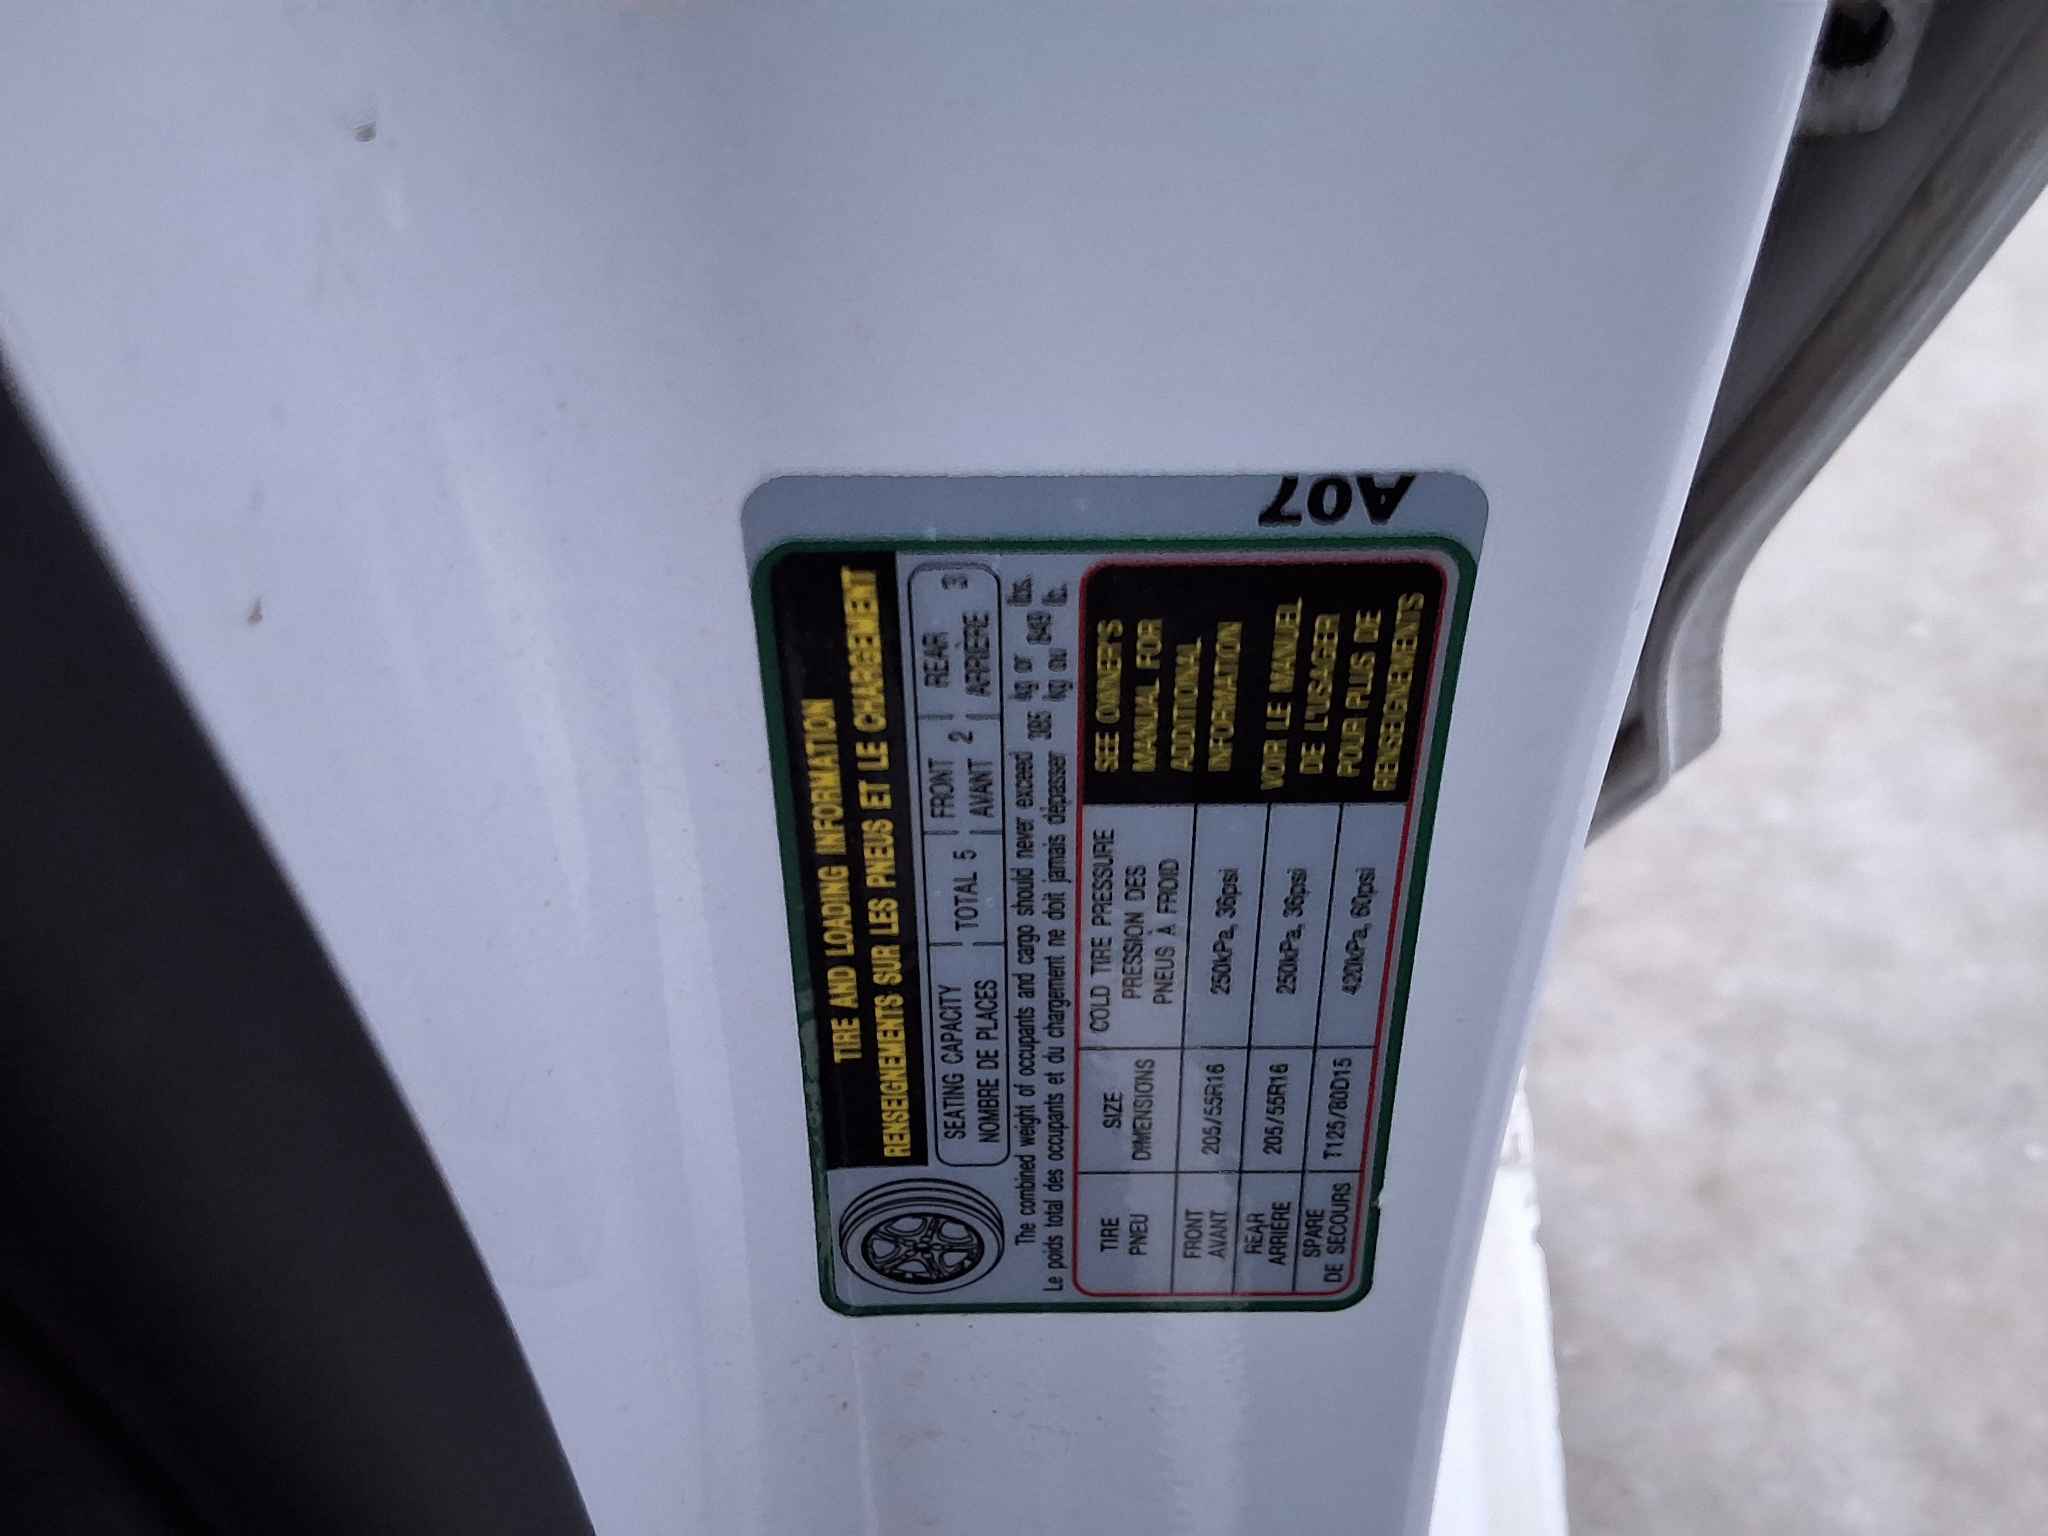 TIRE AND LOADING INFORMATION
RENSEIGNEMENTS SUR LES PNEUS ET LE CHARGEMENT
SEATING CAPACITY
NOMBRE DE PLACES
TOTAL 5
FRONT
AVANT 2
REAR
ARRIÈRE 3
The combined weight of occupants and cargo should never exceed 385 kg or 849 lbs.
Le poids total des occupants et du chargement ne doit jamais dépasser 385 kg ou 849 lb.
TIRE
PNEU
SIZE
DIMENSIONS
COLD TIRE PRESSURE
PRESSION DES
PNEUS À FROID
FRONT
AVANT
205/55R16
250kPa, 36psi
REAR
ARRIÈRE
205/55R16
250kPa, 36psi
SPARE
DE SECOURS
T125/80D15
420kPa, 60psi
SEE OWNER'S
MANUAL FOR
ADDITIONAL
INFORMATION
VOIR LE MANUEL
DE L'USAGER
POUR PLUS DE
RENSEIGNEMENTS
A07